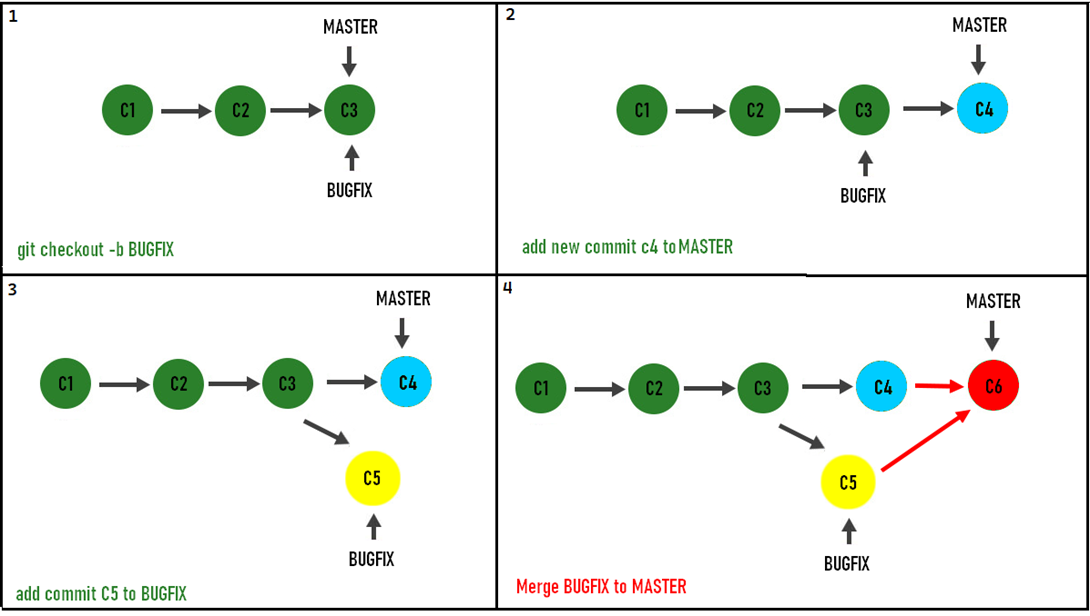 1
MASTER
C1 C2 C3
BUGFIX
git checkout -b BUGFIX
2
MASTER
C1 C2 C3 C4
BUGFIX
add new commit c4 to MASTER
3
MASTER
C1 C2 C3 C4
C5
BUGFIX
add commit C5 to BUGFIX
4
MASTER
C1 C2 C3 C4 C6
C5
BUGFIX
Merge BUGFIX to MASTER